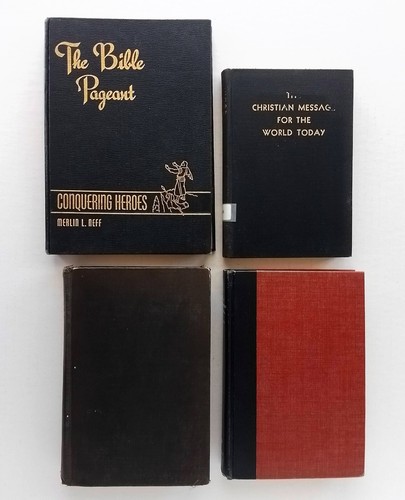 The Bible
Pageant
CONQUERING HEROES
MERLIN L. NEFF
CHRISTIAN MESSAG
FOR THE
WORLD TODAY